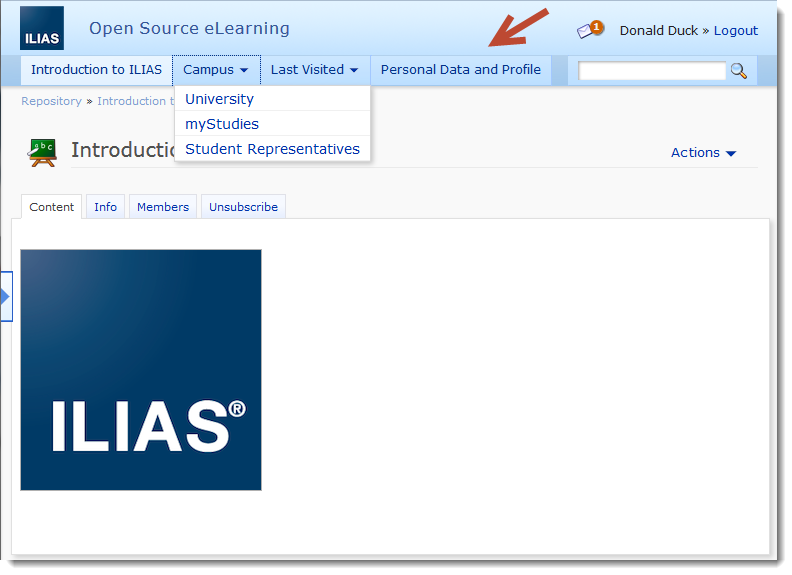 ILIAS
Open Source eLearning
1
Donald Duck » Logout
Introduction to ILIAS
Campus
Last Visited
Personal Data and Profile
University
myStudies
Student Representatives
Repository » Introduction
Actions
Content
Info
Members
Unsubscribe
abc
ILIAS®